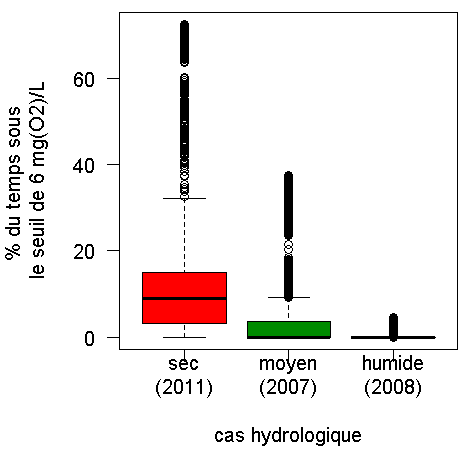 % du temps sous
le seuil de 6 mg(O2)/L
60
40
20
0
sec moyen humide
(2011) (2007) (2008)
cas hydrologique